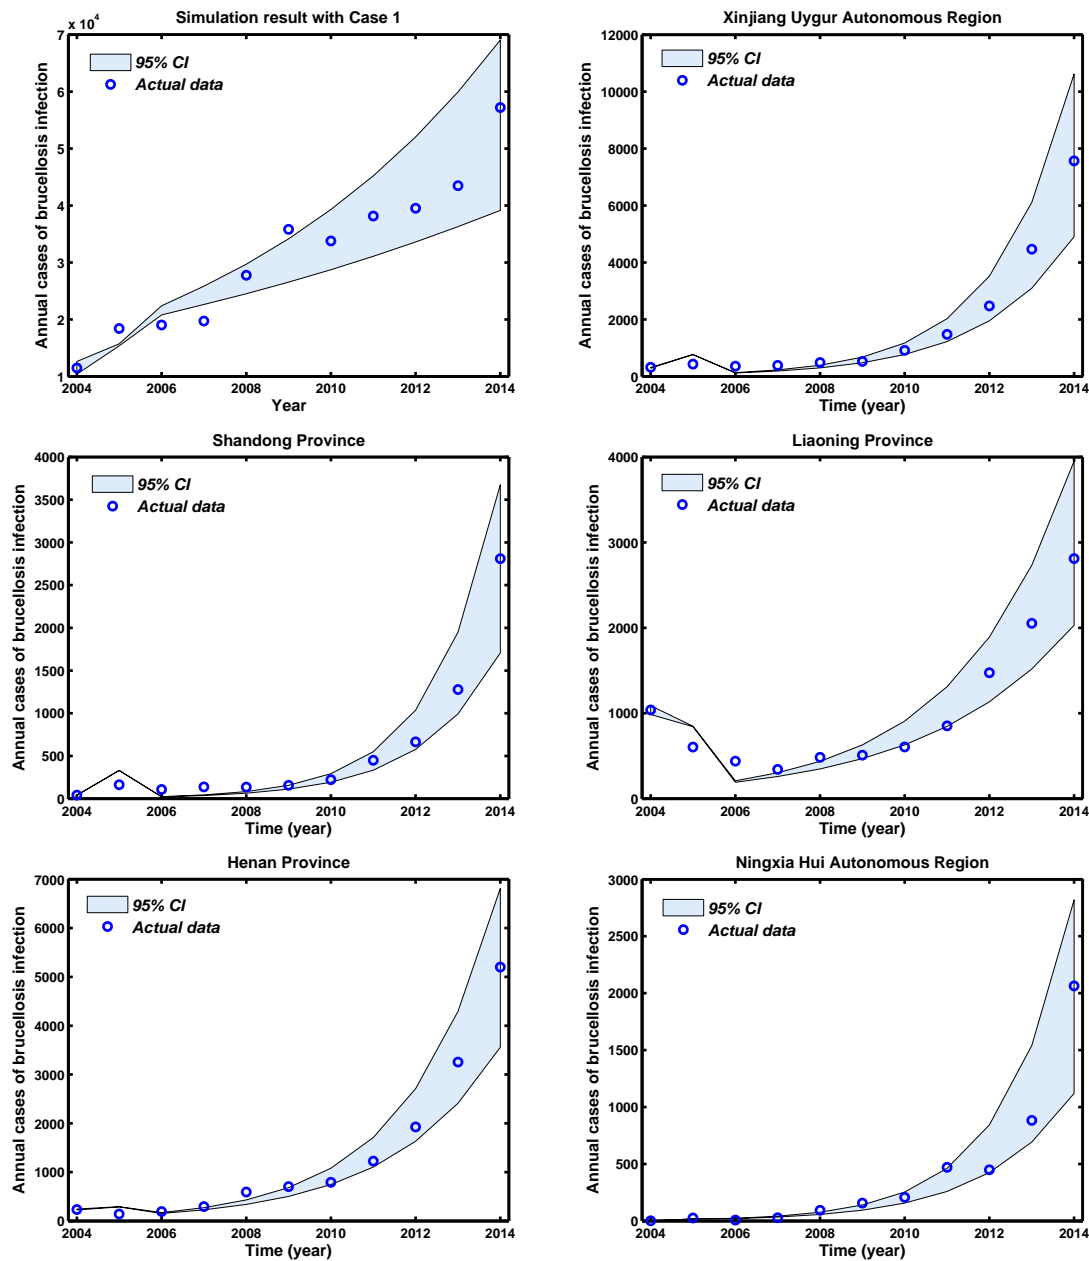 Simulation result with Case 1
x 10⁴
7
6
5
4
3
2
1
2004 2006 2008 2010 2012 2014
Year
Annual cases of brucellosis infection
95% CI
Actual data
Xinjiang Uygur Autonomous Region
12000
10000
8000
6000
4000
2000
0
2004 2006 2008 2010 2012 2014
Time (year)
Annual cases of brucellosis infection
95% CI
Actual data
Shandong Province
4000
3500
3000
2500
2000
1500
1000
500
0
2004 2006 2008 2010 2012 2014
Time (year)
Annual cases of brucellosis infection
95% CI
Actual data
Liaoning Province
4000
3000
2000
1000
0
2004 2006 2008 2010 2012 2014
Time (year)
Annual cases of brucellosis infection
95% CI
Actual data
Henan Province
7000
6000
5000
4000
3000
2000
1000
0
2004 2006 2008 2010 2012 2014
Time (year)
Annual cases of brucellosis infection
95% CI
Actual data
Ningxia Hui Autonomous Region
3000
2500
2000
1500
1000
500
0
2004 2006 2008 2010 2012 2014
Time (year)
Annual cases of brucellosis infection
95% CI
Actual data